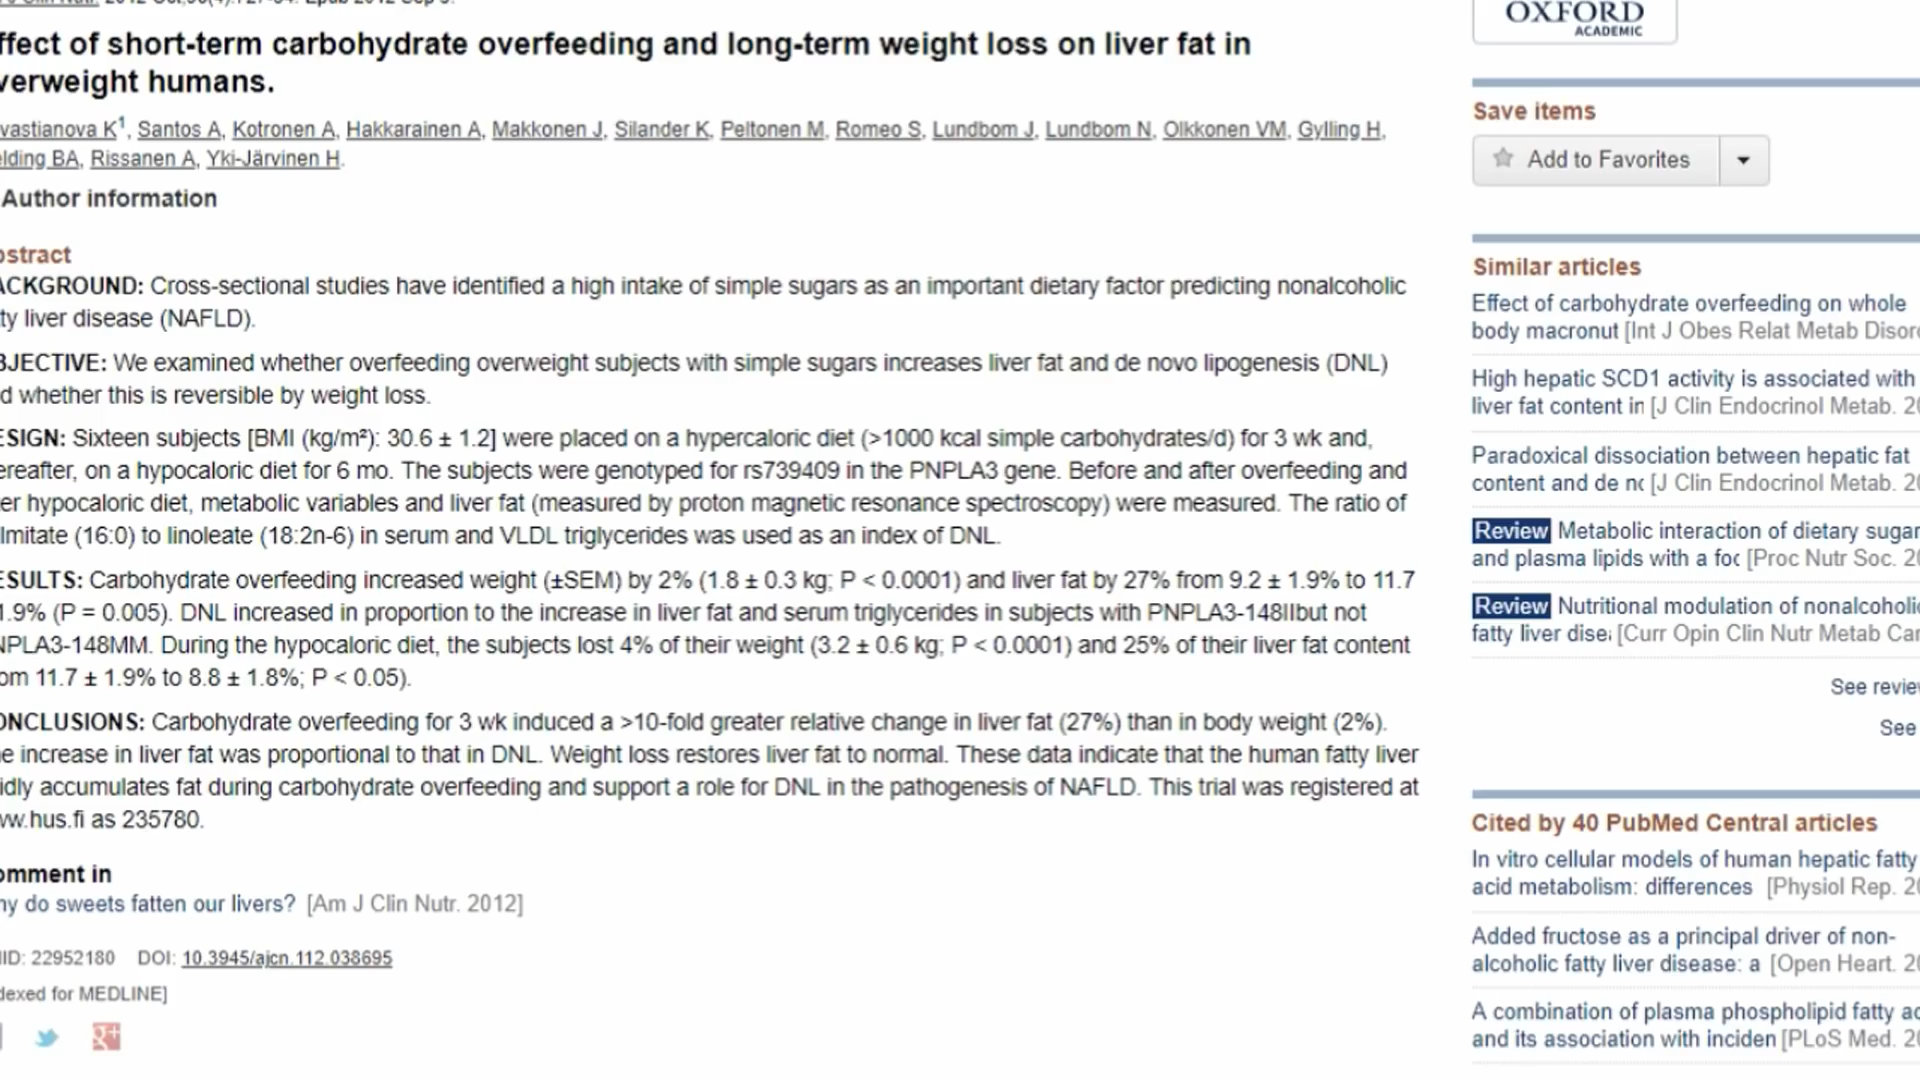 2012 Oct;96(4):727-34. Epub 2012 Sep 5.
ffect of short-term carbohydrate overfeeding and long-term weight loss on liver fat in
verweight humans.
vastianova K1, Santos A, Kotronen A, Hakkarainen A, Makkonen J, Silander K, Peltonen M, Romeo S, Lundbom J, Lundbom N, Olkkonen VM, Gylling H,
elding BA, Rissanen A, Yki-Järvinen H.
Author information
ostract
ACKGROUND: Cross-sectional studies have identified a high intake of simple sugars as an important dietary factor predicting nonalcoholic
ty liver disease (NAFLD).
BJECTIVE: We examined whether overfeeding overweight subjects with simple sugars increases liver fat and de novo lipogenesis (DNL)
d whether this is reversible by weight loss.
ESIGN: Sixteen subjects [BMI (kg/m²): 30.6 ± 1.2] were placed on a hypercaloric diet (>1000 kcal simple carbohydrates/d) for 3 wk and,
ereafter, on a hypocaloric diet for 6 mo. The subjects were genotyped for rs739409 in the PNPLA3 gene. Before and after overfeeding and
er hypocaloric diet, metabolic variables and liver fat (measured by proton magnetic resonance spectroscopy) were measured. The ratio of
lmitate (16:0) to linoleate (18:2n-6) in serum and VLDL triglycerides was used as an index of DNL.
ESULTS: Carbohydrate overfeeding increased weight (±SEM) by 2% (1.8 ± 0.3 kg; P < 0.0001) and liver fat by 27% from 9.2 ± 1.9% to 11.7
1.9% (P = 0.005). DNL increased in proportion to the increase in liver fat and serum triglycerides in subjects with PNPLA3-148IIbut not
NPLA3-148MM. During the hypocaloric diet, the subjects lost 4% of their weight (3.2 ± 0.6 kg; P < 0.0001) and 25% of their liver fat content
om 11.7 ± 1.9% to 8.8 ± 1.8%; P < 0.05).
ONCLUSIONS: Carbohydrate overfeeding for 3 wk induced a >10-fold greater relative change in liver fat (27%) than in body weight (2%).
e increase in liver fat was proportional to that in DNL. Weight loss restores liver fat to normal. These data indicate that the human fatty liver
idly accumulates fat during carbohydrate overfeeding and support a role for DNL in the pathogenesis of NAFLD. This trial was registered at
ww.hus.fi as 235780.
omment in
hy do sweets fatten our livers? [Am J Clin Nutr. 2012]
IID: 22952180 DOI: 10.3945/ajcn.112.038695
dexed for MEDLINE]
g+
OXFORD
ACADEMIC
Save items
Add to Favorites
Similar articles
Effect of carbohydrate overfeeding on whole
body macronut [Int J Obes Relat Metab Disord
High hepatic SCD1 activity is associated with
liver fat content in [J Clin Endocrinol Metab. 20
Paradoxical dissociation between hepatic fat
content and de nc [J Clin Endocrinol Metab. 20
Review Metabolic interaction of dietary sugar
and plasma lipids with a foc [Proc Nutr Soc. 20
Review Nutritional modulation of nonalcoholic
fatty liver disea [Curr Opin Clin Nutr Metab Car
See review
See
Cited by 40 PubMed Central articles
In vitro cellular models of human hepatic fatty
acid metabolism: differences [Physiol Rep. 20
Added fructose as a principal driver of non-
alcoholic fatty liver disease: a [Open Heart. 20
A combination of plasma phospholipid fatty ac
and its association with inciden [PLoS Med. 20